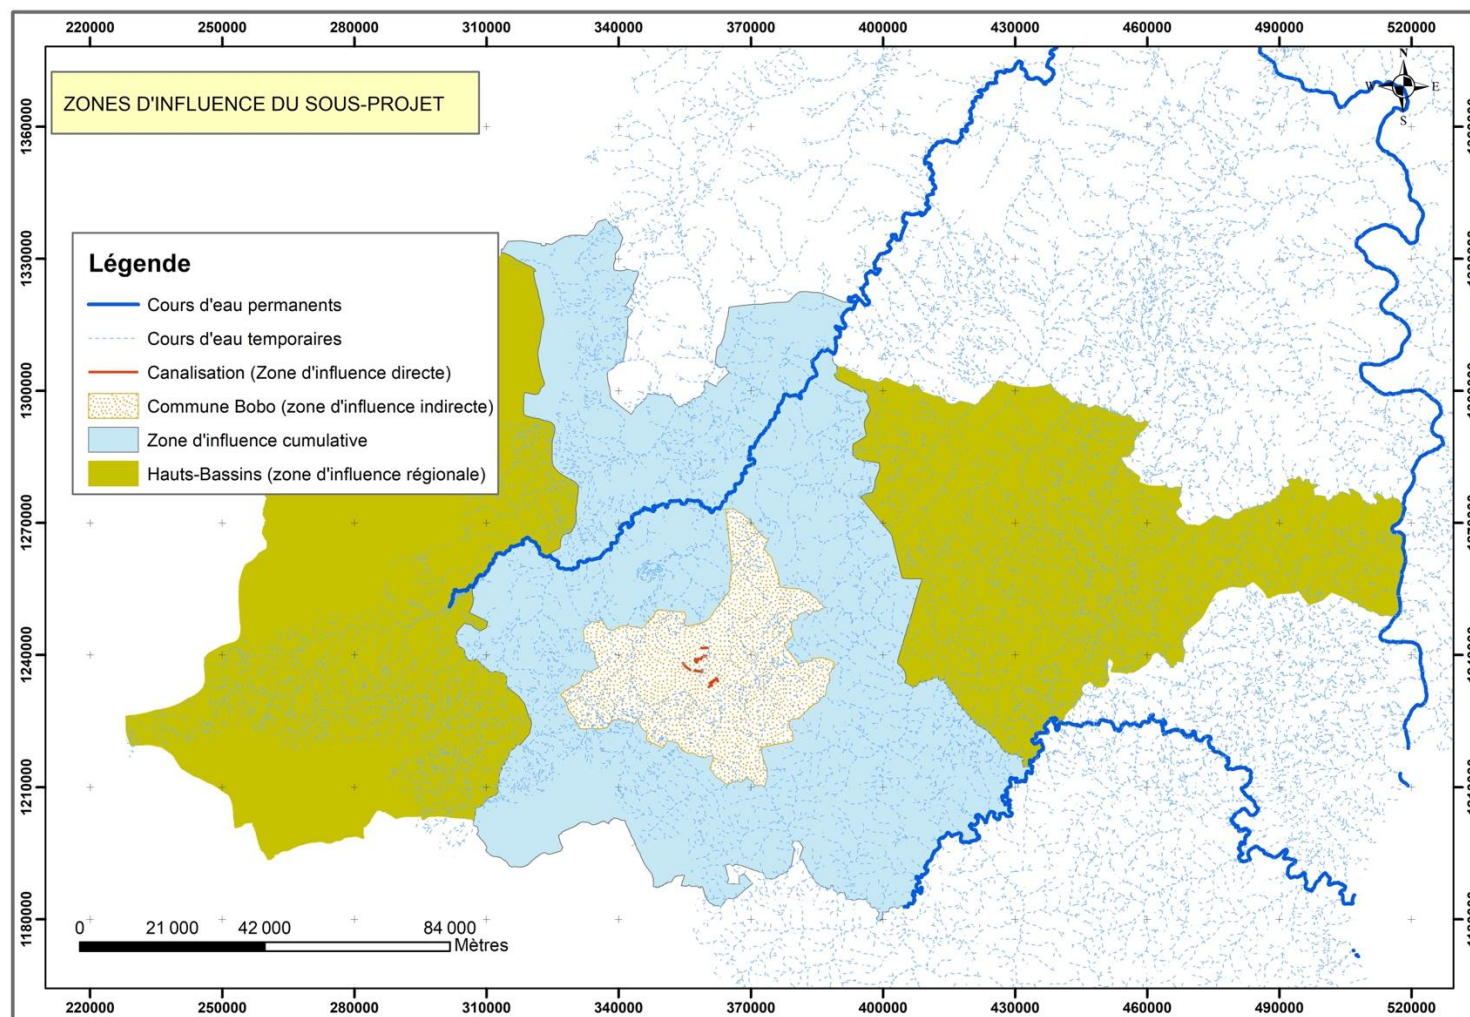 220000 250000 280000 310000 340000 370000 400000 430000 460000 490000 520000
ZONES D'INFLUENCE DU SOUS-PROJET
N
W E
S
1360000
1330000
1300000
1270000
1240000
1210000
1180000
Légende
Cours d'eau permanents
Cours d'eau temporaires
Canalisation (Zone d'influence directe)
Commune Bobo (zone d'influence indirecte)
Zone d'influence cumulative
Hauts-Bassins (zone d'influence régionale)
0 21 000 42 000 84 000
Mètres
220000 250000 280000 310000 340000 370000 400000 430000 460000 490000 520000